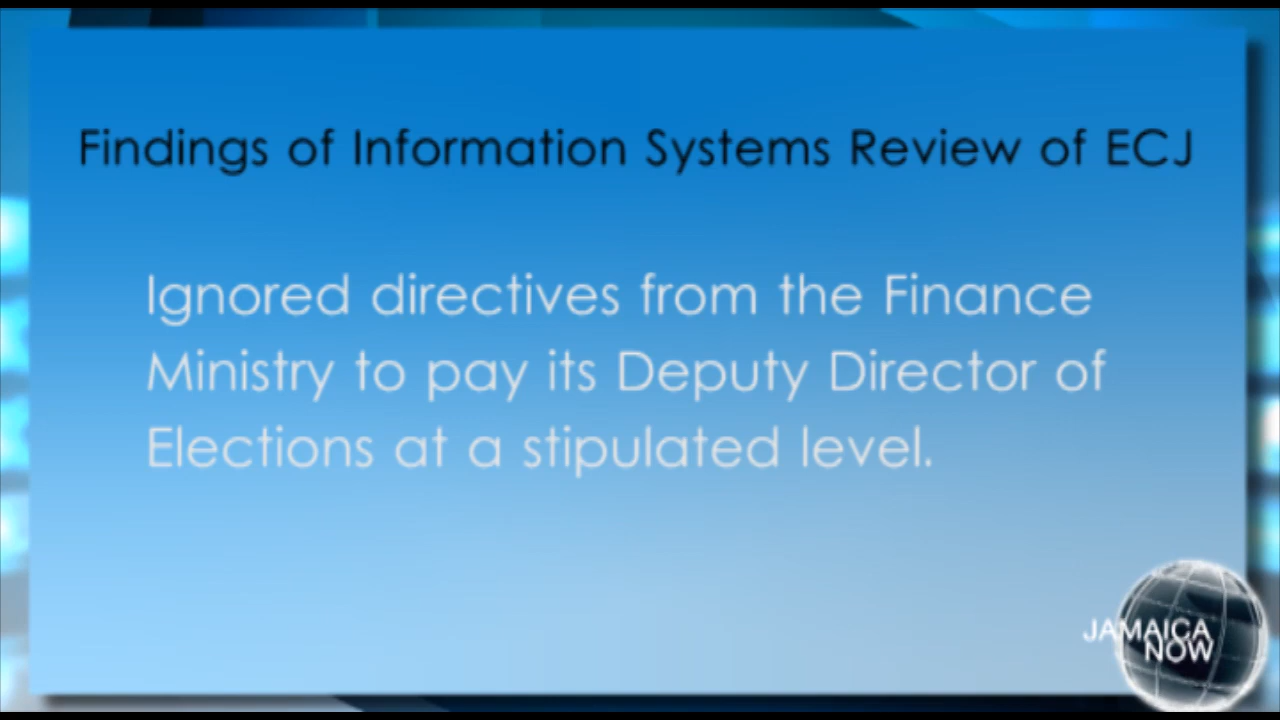 Findings of Information Systems Review of ECJ
Ignored directives from the Finance
Ministry to pay its Deputy Director of
Elections at a stipulated level.
JAMAICA
NOW